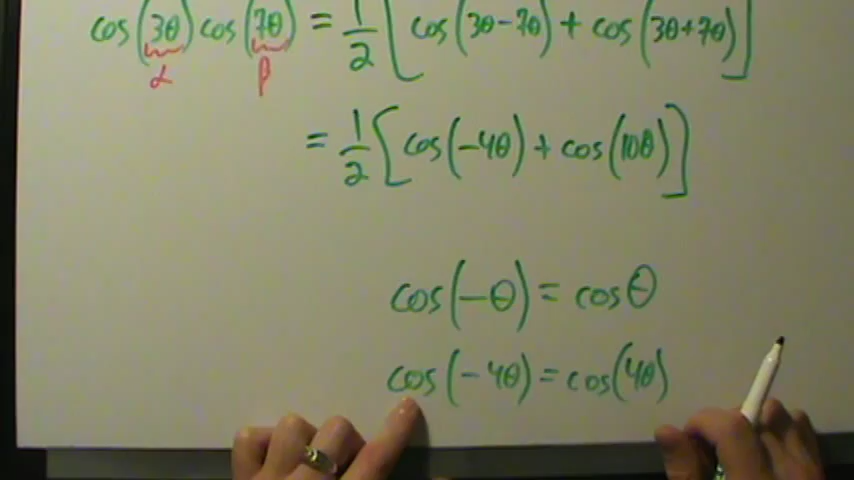 cos(3θ)cos(7θ) = 1/2[cos(3θ-7θ)+cos(3θ+7θ)]
α β
= 1/2[cos(-4θ)+cos(10θ)]
cos(-θ)=cosθ
cos(-4θ)=cos(4θ)